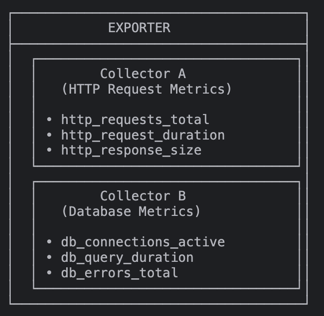 EXPORTER
Collector A
(HTTP Request Metrics)
• http_requests_total
• http_request_duration
• http_response_size
Collector B
(Database Metrics)
• db_connections_active
• db_query_duration
• db_errors_total